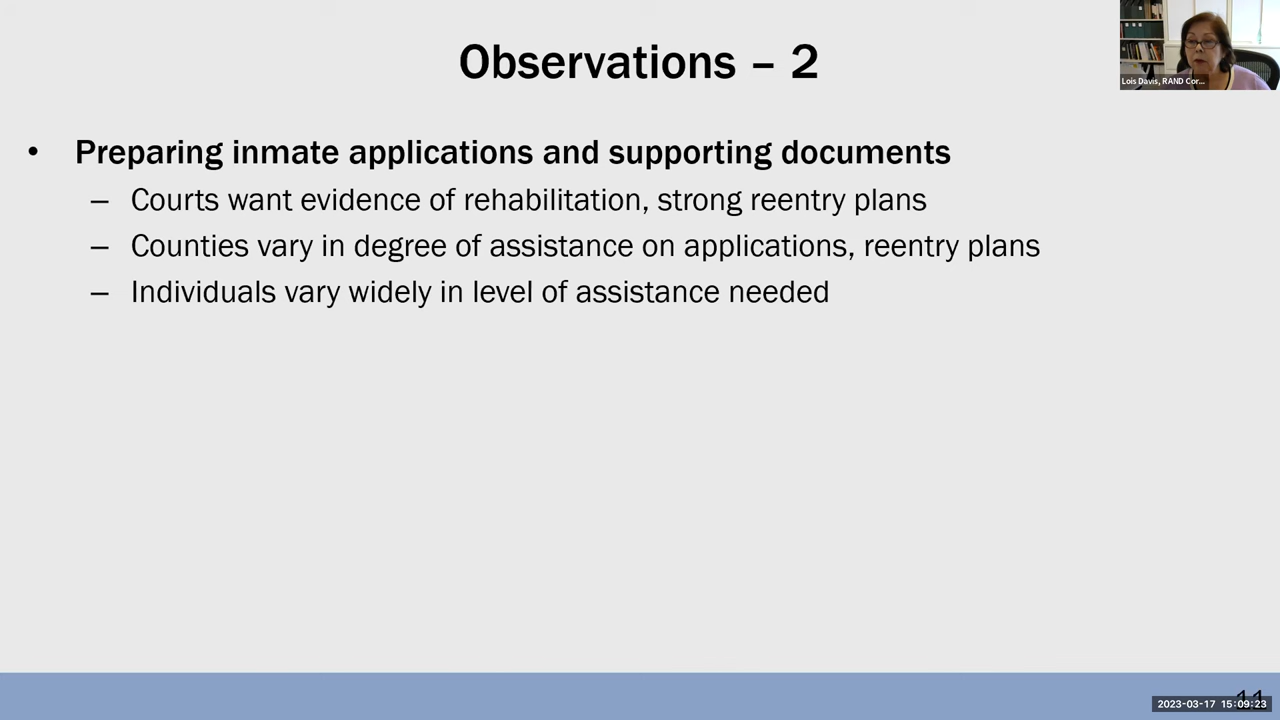 Observations – 2
Lois Davis, RAND Cor...
• Preparing inmate applications and supporting documents
– Courts want evidence of rehabilitation, strong reentry plans
– Counties vary in degree of assistance on applications, reentry plans
– Individuals vary widely in level of assistance needed
11
2023-03-17 15:09:23